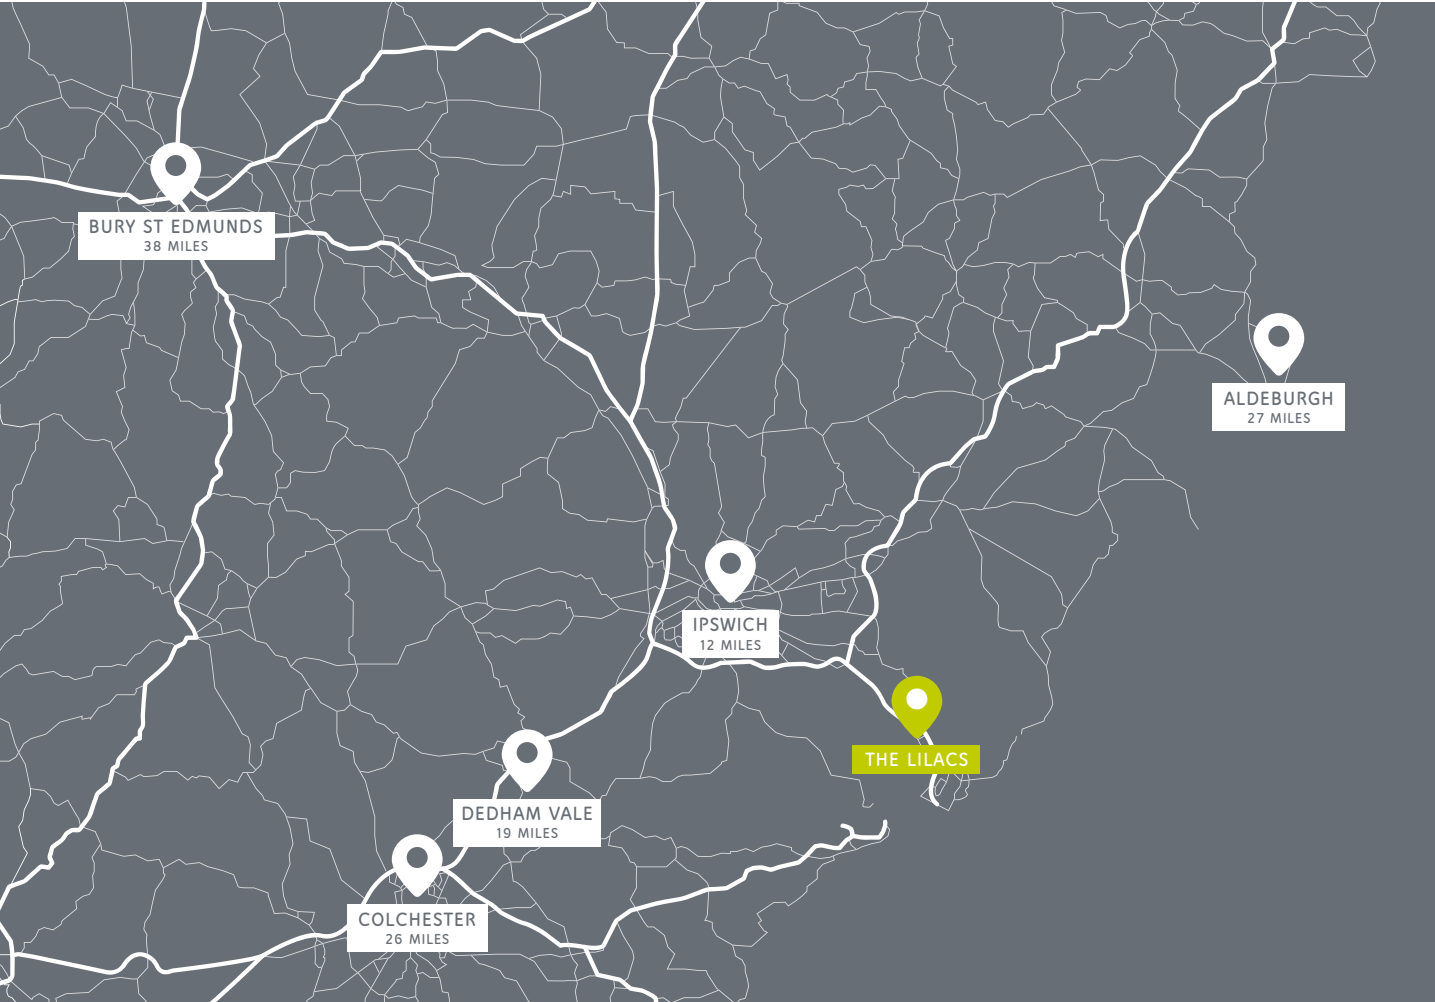 BURY ST EDMUNDS
38 MILES
ALDEBURGH
27 MILES
IPSWICH
12 MILES
THE LILACS
DEDHAM VALE
19 MILES
COLCHESTER
26 MILES